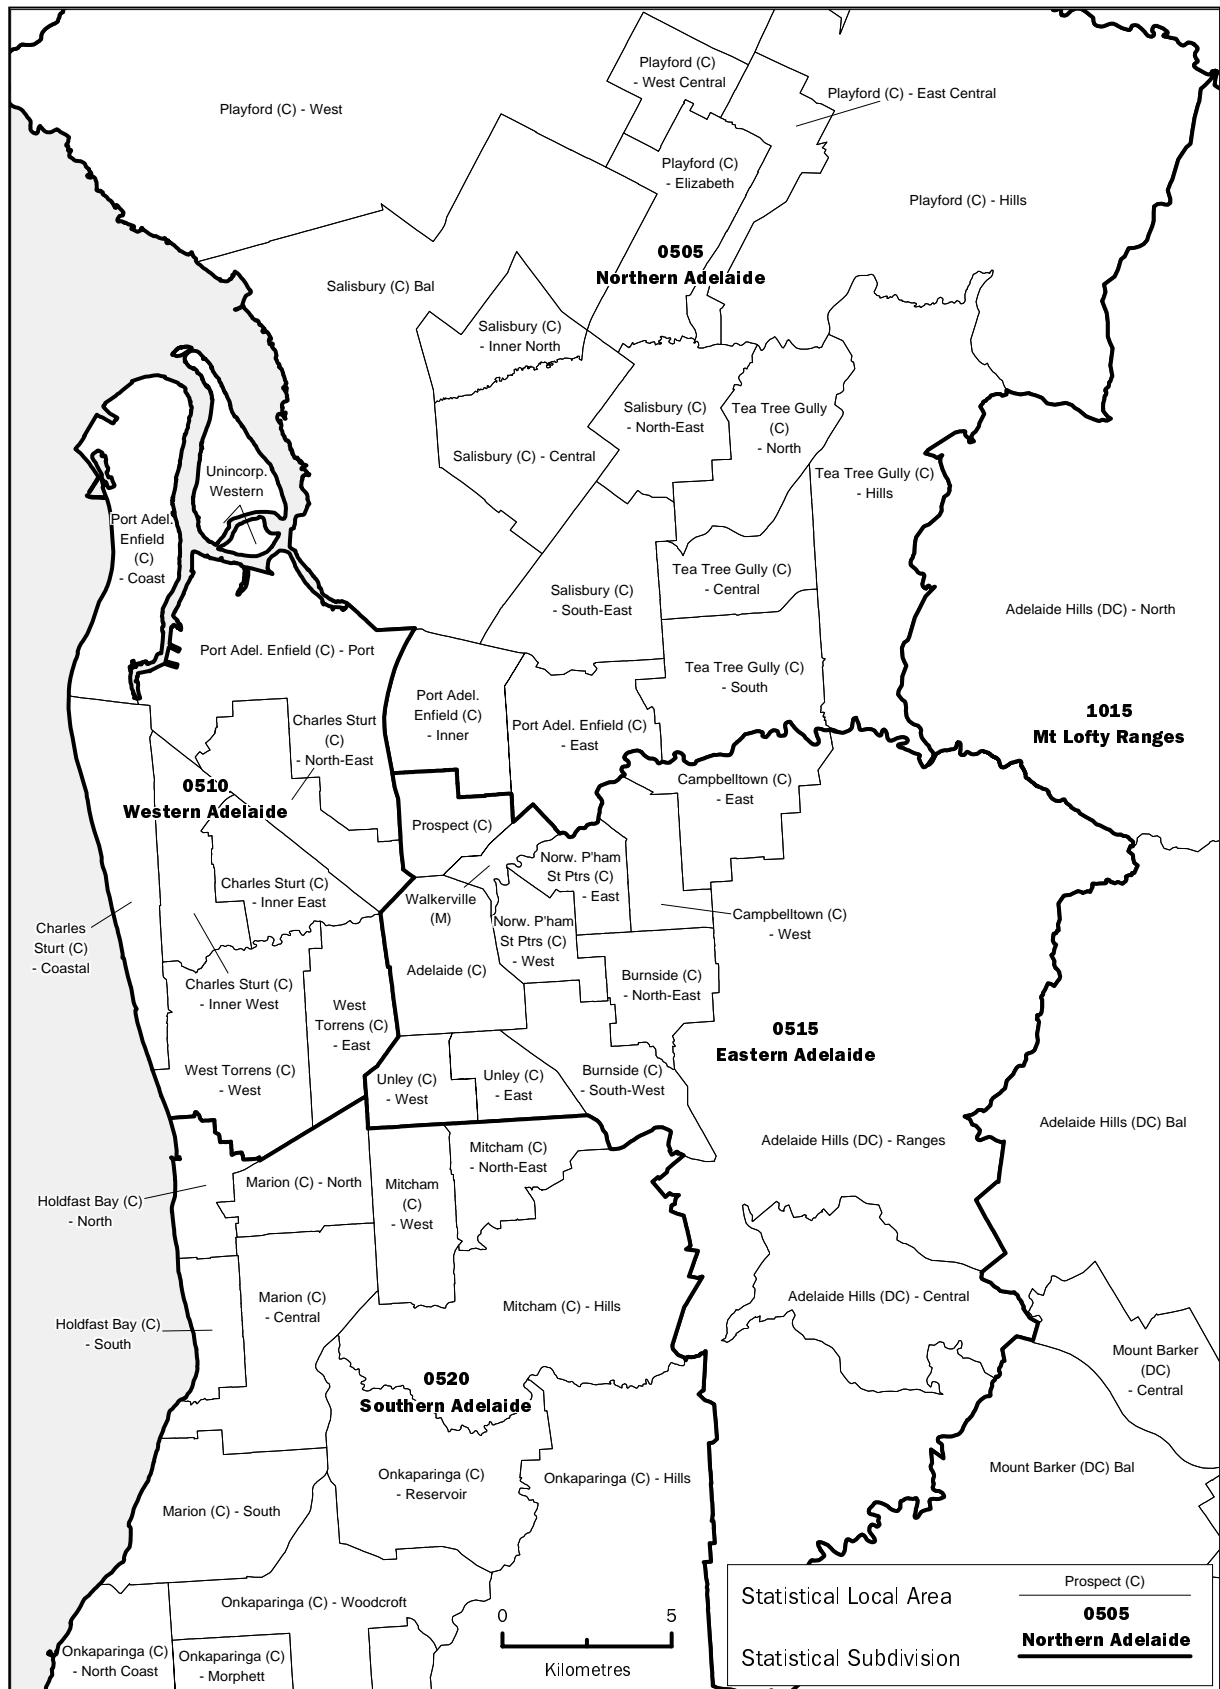 Playford (C)
- West Central
Playford (C) - East Central
Playford (C) - West
Playford (C)
- Elizabeth
Playford (C) - Hills
0505
Northern Adelaide
Salisbury (C) Bal
Salisbury (C)
- Inner North
Salisbury (C)
- North-East
Tea Tree Gully
(C)
- North
Salisbury (C) - Central
Tea Tree Gully (C)
- Hills
Unincorp.
Western
Port Adel.
Enfield
(C)
- Coast
Tea Tree Gully (C)
- Central
Salisbury (C)
- South-East
Adelaide Hills (DC) - North
Port Adel. Enfield (C) - Port
Tea Tree Gully (C)
- South
Port Adel.
Enfield (C)
- Inner
Port Adel. Enfield (C)
- East
Charles Sturt
(C)
- North-East
1015
Mt Lofty Ranges
0510
Western Adelaide
Campbelltown (C)
- East
Prospect (C)
Norw. P'ham
St Ptrs (C)
- East
Charles Sturt (C)
- Inner East
Walkerville
(M)
Norw. P'ham
St Ptrs (C)
- West
Campbelltown (C)
- West
Charles
Sturt (C)
- Coastal
Adelaide (C)
Burnside (C)
- North-East
Charles Sturt (C)
- Inner West
West
Torrens (C)
- East
0515
Eastern Adelaide
West Torrens (C)
- West
Unley (C)
- West
Unley (C)
- East
Burnside (C)
- South-West
Adelaide Hills (DC) Bal
Adelaide Hills (DC) - Ranges
Mitcham (C)
- North-East
Marion (C) - North
Mitcham
(C)
- West
Holdfast Bay (C)
- North
Adelaide Hills (DC) - Central
Marion (C)
- Central
Mitcham (C) - Hills
Holdfast Bay (C)
- South
Mount Barker
(DC)
- Central
0520
Southern Adelaide
Mount Barker (DC) Bal
Onkaparinga (C)
- Reservoir
Onkaparinga (C) - Hills
Marion (C) - South
Onkaparinga (C) - Woodcroft
Onkaparinga (C)
- North Coast
Onkaparinga (C)
- Morphett
0 5
Kilometres
Statistical Local Area
Prospect (C)
0505
Northern Adelaide
Statistical Subdivision